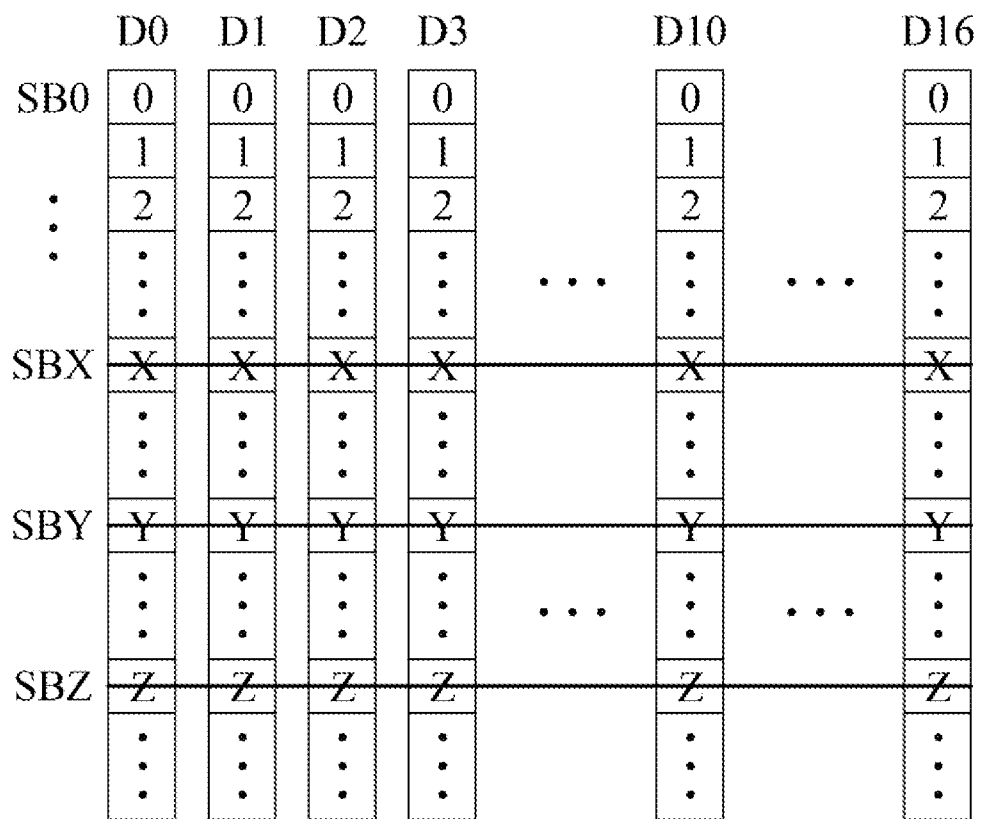 D0 D1 D2 D3 D10 D16
SB0 0 0 0 0 0 0
1 1 1 1 1 1
2 2 2 2 2 2
SBX X X X X X X
SBY Y Y Y Y Y Y
SBZ Z Z Z Z Z Z